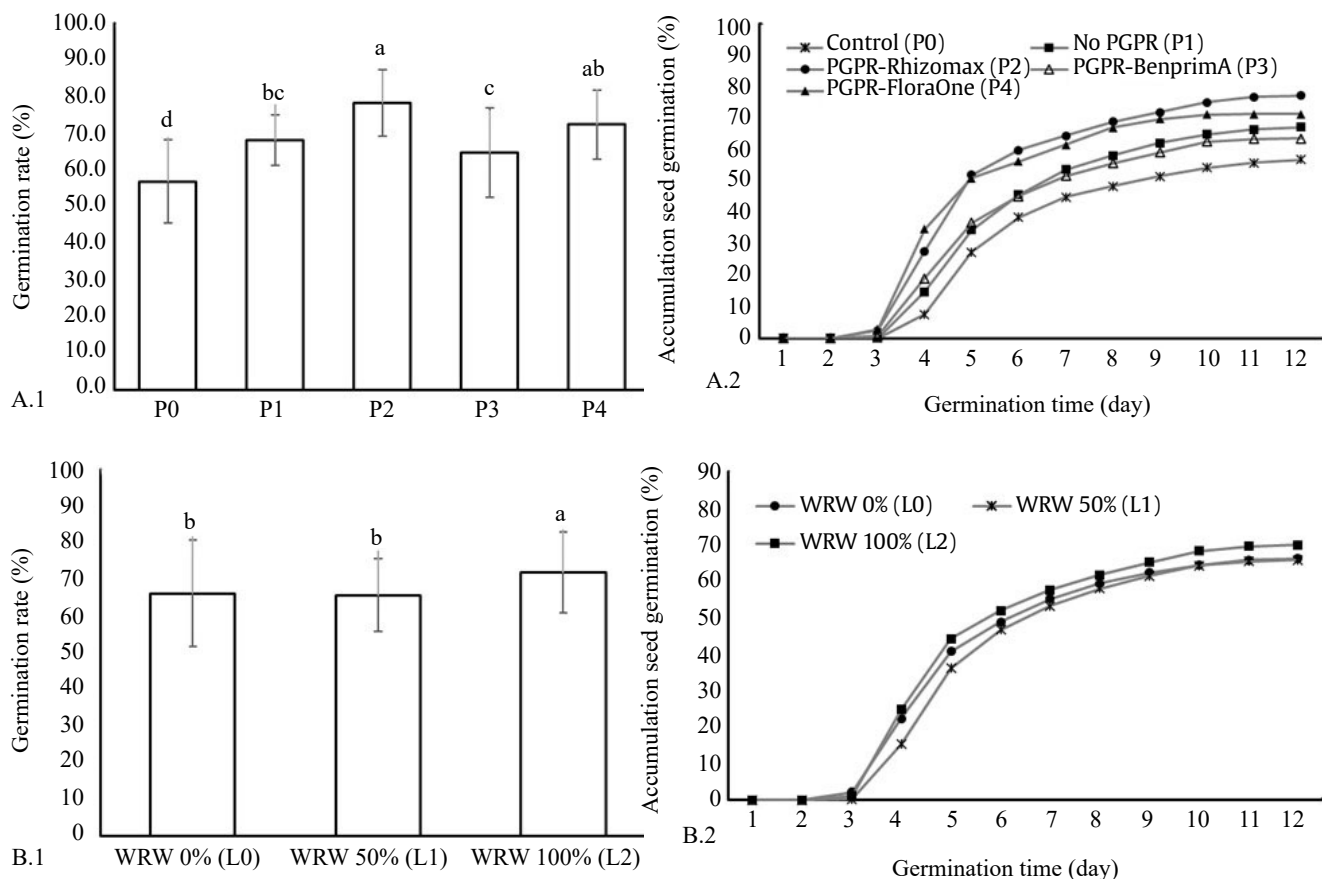 Germination rate (%)
100.0
90.0
80.0
70.0
60.0
50.0
40.0
30.0
20.0
10.0
0.0
d
bc
a
c
ab
P0 P1 P2 P3 P4
A.1
Accumulation seed germination (%)
100
90
80
70
60
50
40
30
20
10
0
Control (P0) No PGPR (P1)
PGPR-Rhizomax (P2) PGPR-BenprimA (P3)
PGPR-FloraOne (P4)
1 2 3 4 5 6 7 8 9 10 11 12
A.2
Germination time (day)
Germination rate (%)
100
90
80
70
60
50
40
30
20
10
0
b
b
a
WRW 0% (L0) WRW 50% (L1) WRW 100% (L2)
B.1
Accumulation seed germination (%)
90
80
70
60
50
40
30
20
10
0
WRW 0% (L0) WRW 50% (L1)
WRW 100% (L2)
1 2 3 4 5 6 7 8 9 10 11 12
B.2
Germination time (day)